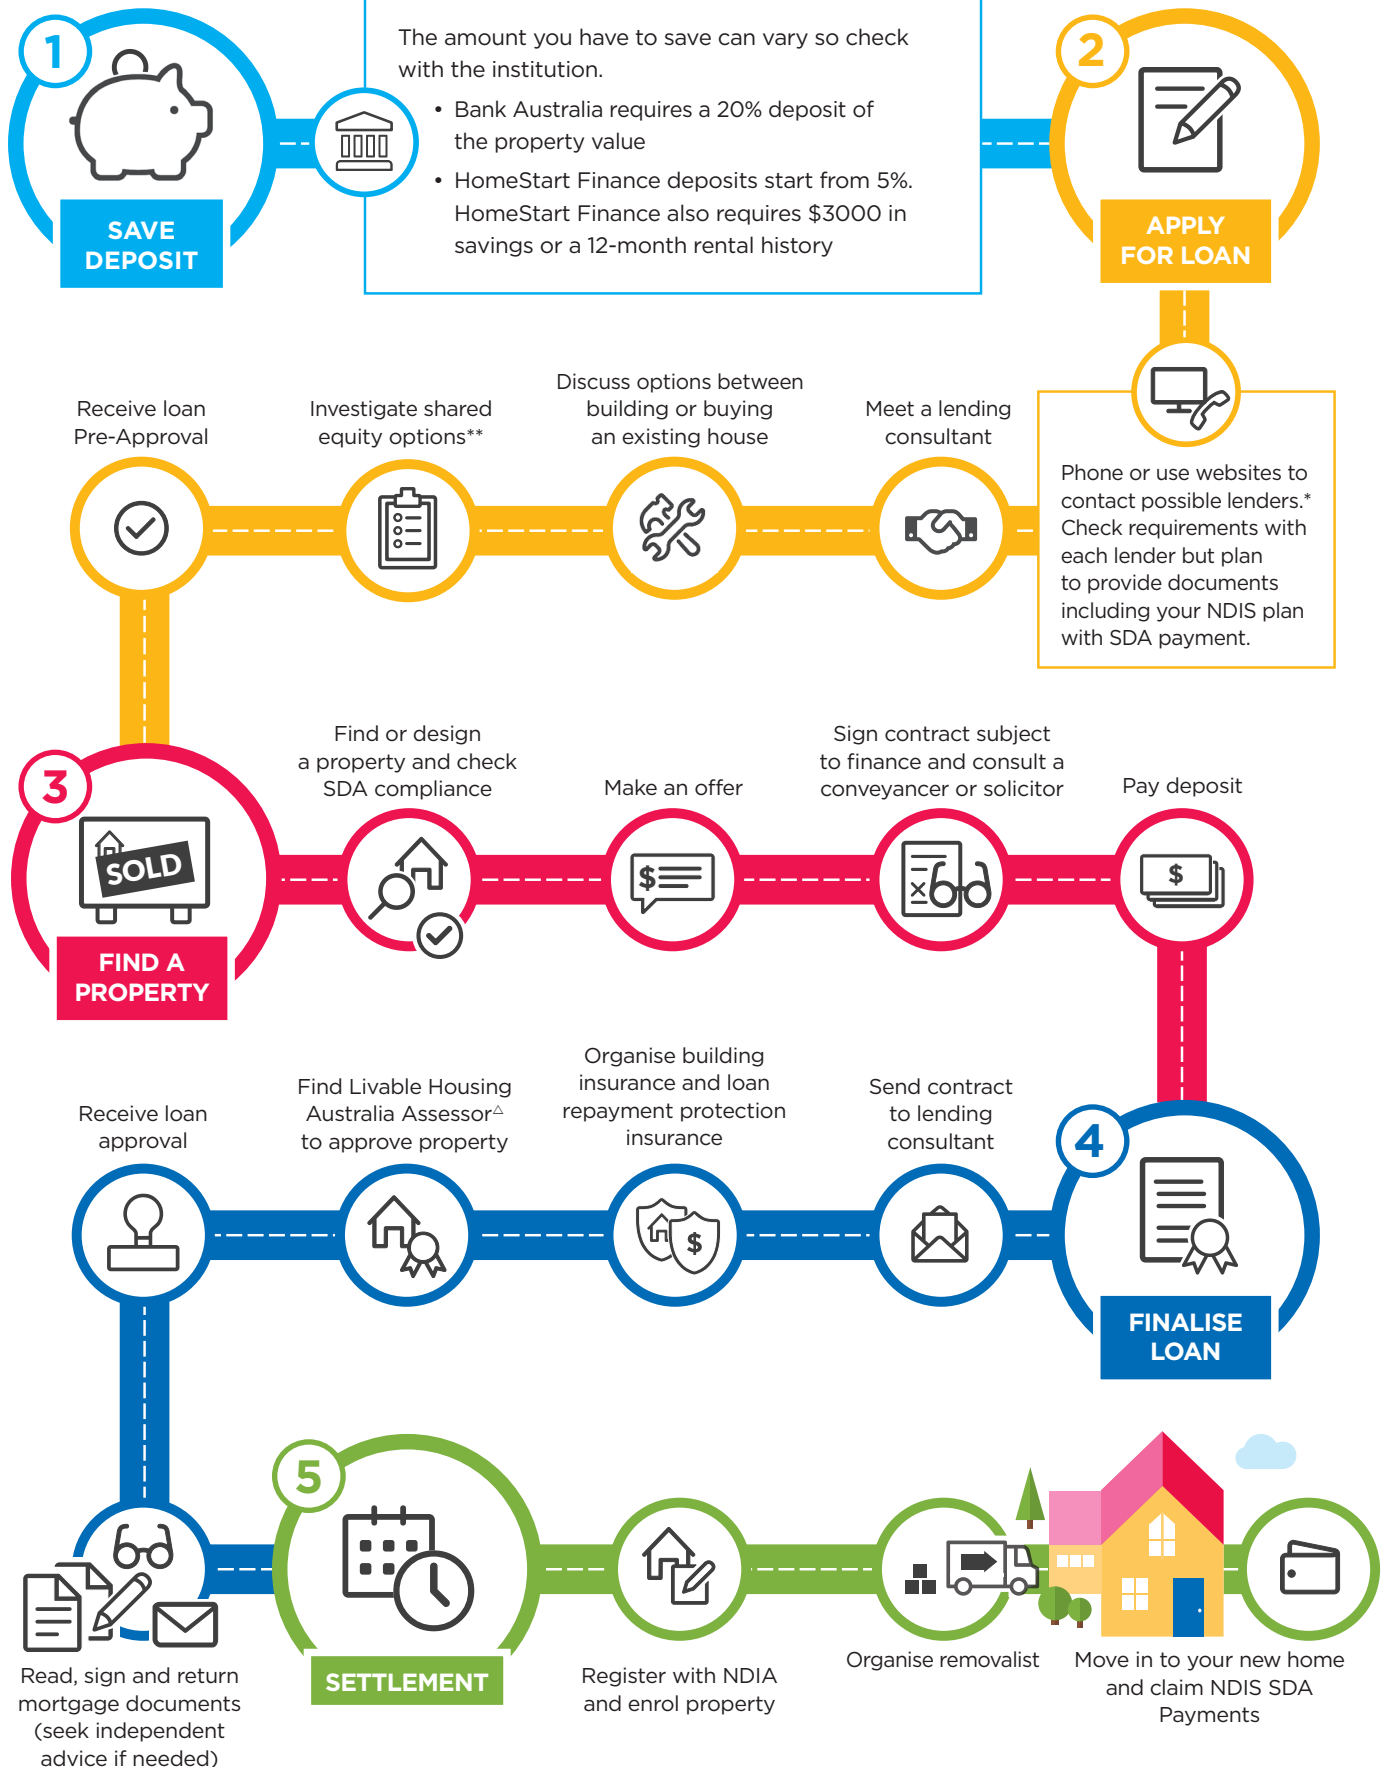 1
SAVE
DEPOSIT
The amount you have to save can vary so check
with the institution.
• Bank Australia requires a 20% deposit of
the property value
• HomeStart Finance deposits start from 5%.
HomeStart Finance also requires $3000 in
savings or a 12-month rental history
2
APPLY
FOR LOAN
Phone or use websites to
contact possible lenders.*
Check requirements with
each lender but plan
to provide documents
including your NDIS plan
with SDA payment.
Meet a lending
consultant
Discuss options between
building or buying
an existing house
Investigate shared
equity options**
Receive loan
Pre-Approval
3
SOLD
FIND A
PROPERTY
Find or design
a property and check
SDA compliance
Make an offer
$
Sign contract subject
to finance and consult a
conveyancer or solicitor
Pay deposit
$
4
FINALISE
LOAN
Send contract
to lending
consultant
Organise building
insurance and loan
repayment protection
insurance
$
Find Livable Housing
Australia Assessor△
to approve property
Receive loan
approval
Read, sign and return
mortgage documents
(seek independent
advice if needed)
5
SETTLEMENT
Register with NDIA
and enrol property
Organise removalist
Move in to your new home
and claim NDIS SDA
Payments